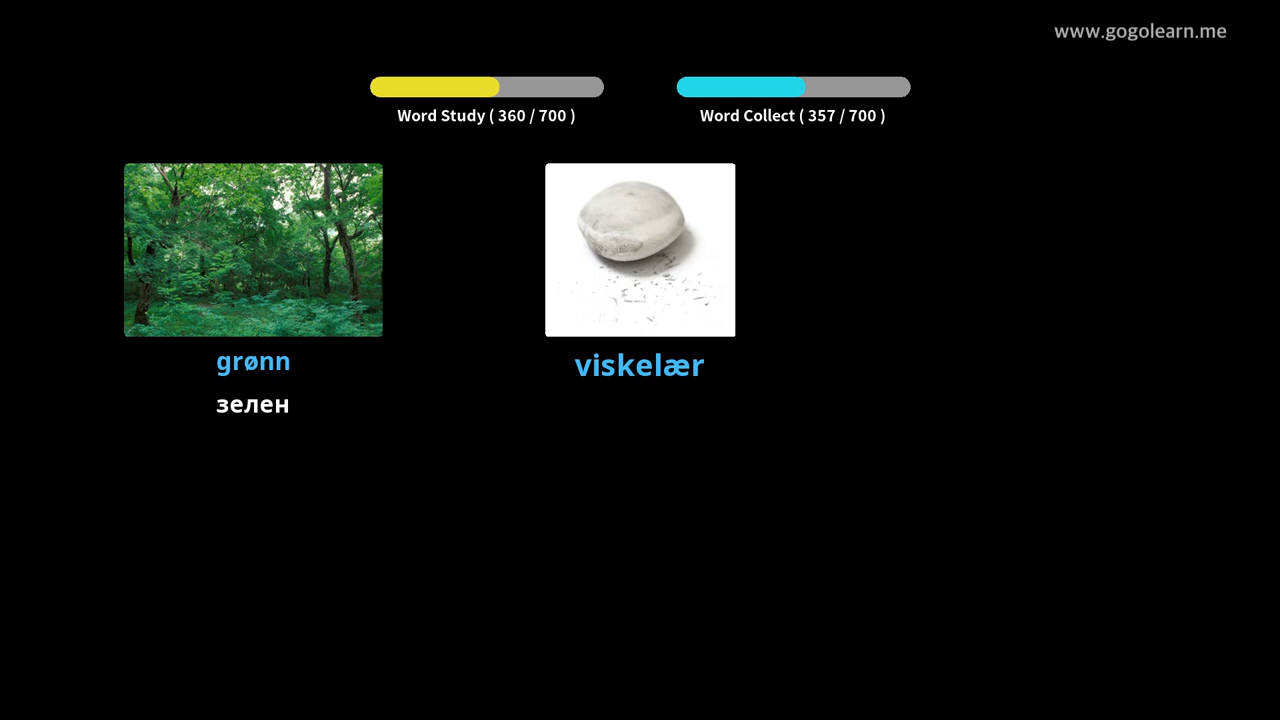 www.gogolearn.me
Word Study ( 360 / 700 )
Word Collect ( 357 / 700 )
grønn
зелен
viskelær